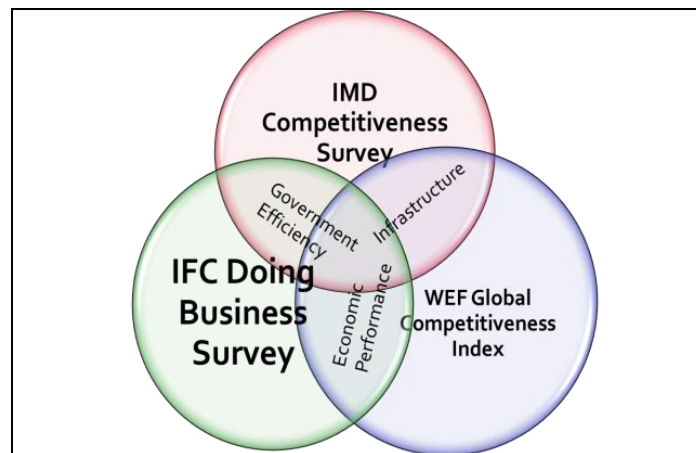 IMD
Competitiveness
Survey
Government
Efficiency
Infrastructure
IFC Doing
Business
Survey
Economic
Performance
WEF Global
Competitiveness
Index